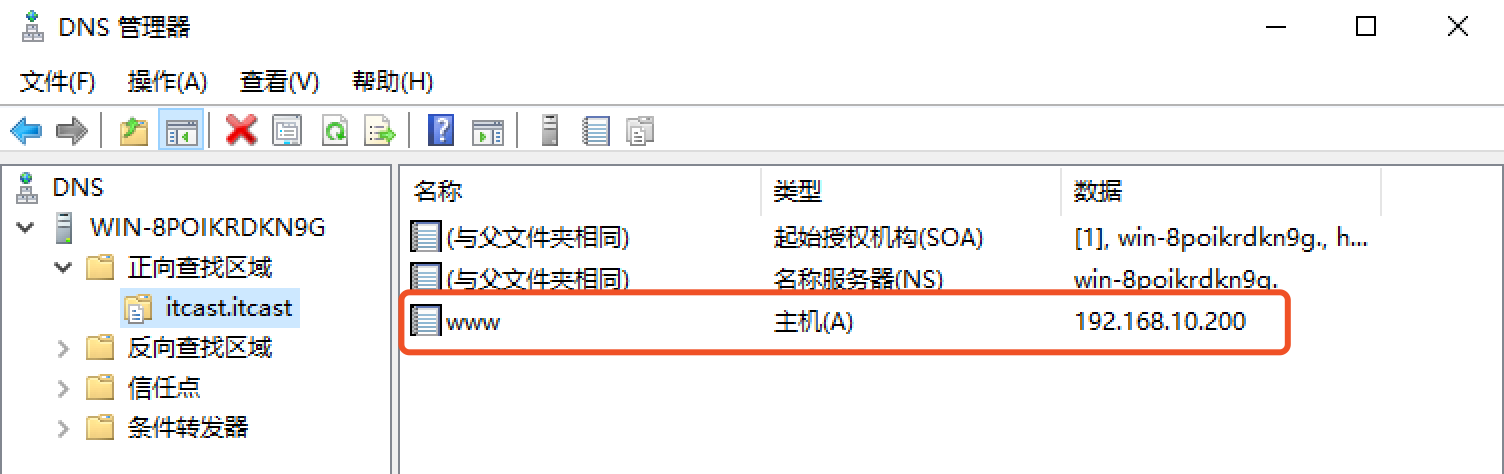 DNS 管理器
文件(F) 操作(A) 查看(V) 帮助(H)
DNS
WIN-8POIKRDKN9G
正向查找区域
itcast.itcast
反向查找区域
信任点
条件转发器
名称 类型 数据
(与父文件夹相同) 起始授权机构(SOA) [1], win-8poikrdkn9g., h...
(与父文件夹相同) 名称服务器(NS) win-8poikrdkn9g.
www 主机(A) 192.168.10.200